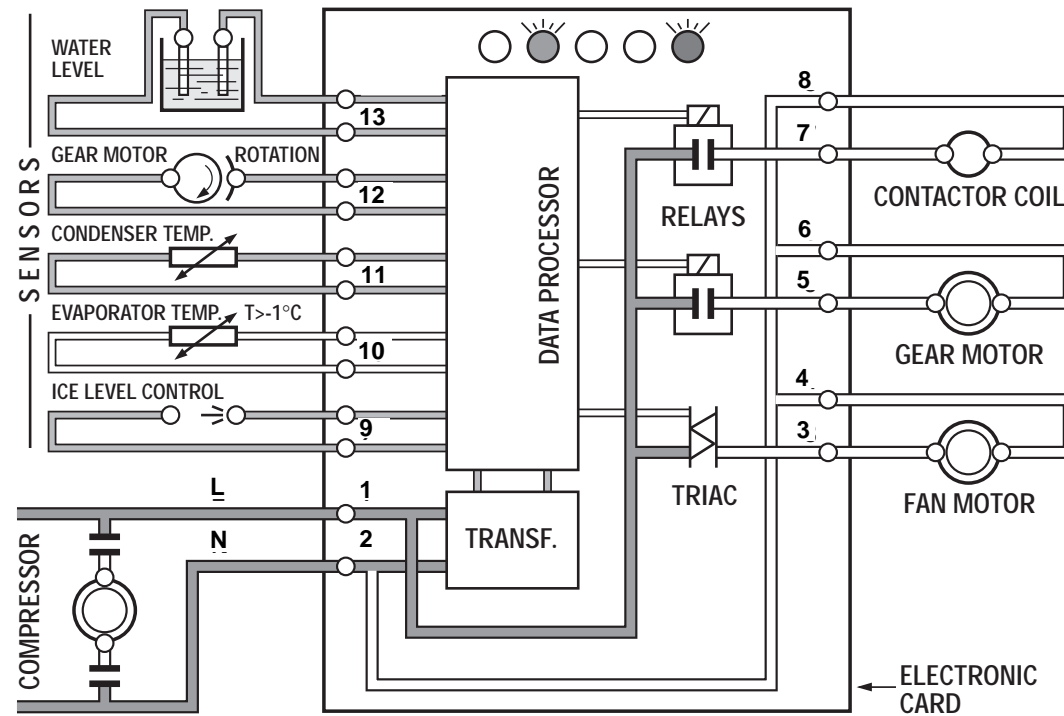 WATER
LEVEL
13
GEAR MOTOR ROTATION
12
CONDENSER TEMP.
11
EVAPORATOR TEMP. T>-1°C
10
ICE LEVEL CONTROL
9
SENSORS
L
1
N
2
COMPRESSOR
DATA PROCESSOR
TRANSF.
RELAYS
TRIAC
8
7
CONTACTOR COIL
6
5
GEAR MOTOR
4
3
FAN MOTOR
ELECTRONIC
CARD